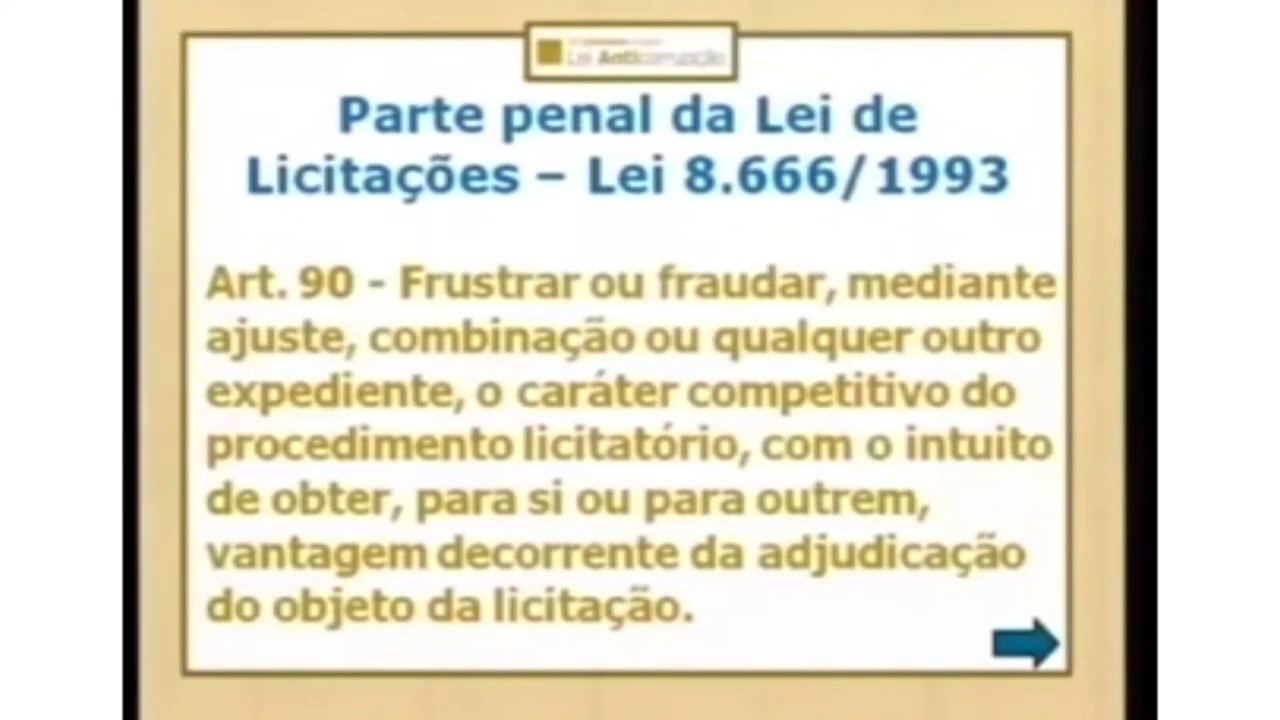 Lei Anticorrupção
Parte penal da Lei de
Licitações – Lei 8.666/1993
Art. 90 - Frustrar ou fraudar, mediante
ajuste, combinação ou qualquer outro
expediente, o caráter competitivo do
procedimento licitatório, com o intuito
de obter, para si ou para outrem,
vantagem decorrente da adjudicação
do objeto da licitação.